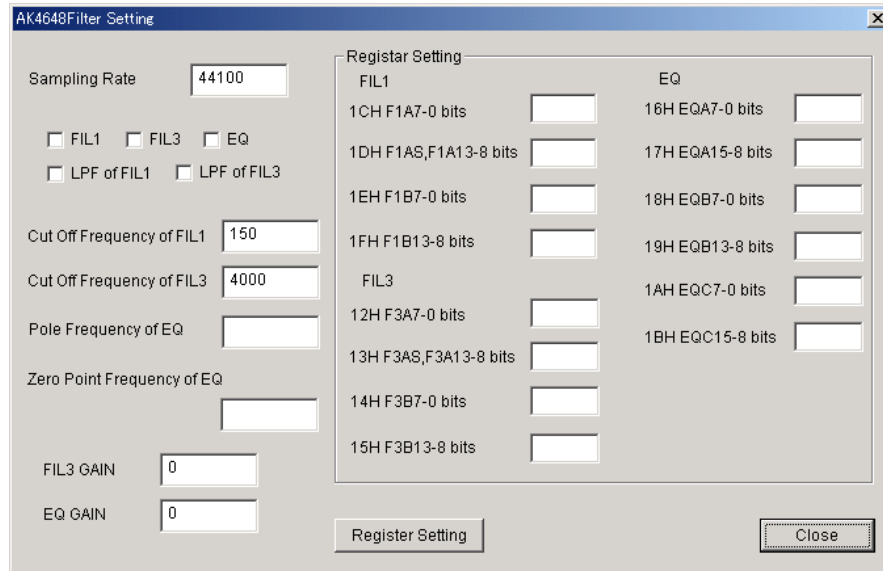 AK4648Filter Setting
Sampling Rate
44100
FIL1
FIL3
EQ
LPF of FIL1
LPF of FIL3
Cut Off Frequency of FIL1
150
Cut Off Frequency of FIL3
4000
Pole Frequency of EQ
Zero Point Frequency of EQ
FIL3 GAIN
0
EQ GAIN
0
Registar Setting
FIL1
1CH F1A7-0 bits
1DH F1AS,F1A13-8 bits
1EH F1B7-0 bits
1FH F1B13-8 bits
FIL3
12H F3A7-0 bits
13H F3AS,F3A13-8 bits
14H F3B7-0 bits
15H F3B13-8 bits
EQ
16H EQA7-0 bits
17H EQA15-8 bits
18H EQB7-0 bits
19H EQB13-8 bits
1AH EQC7-0 bits
1BH EQC15-8 bits
Register Setting
Close